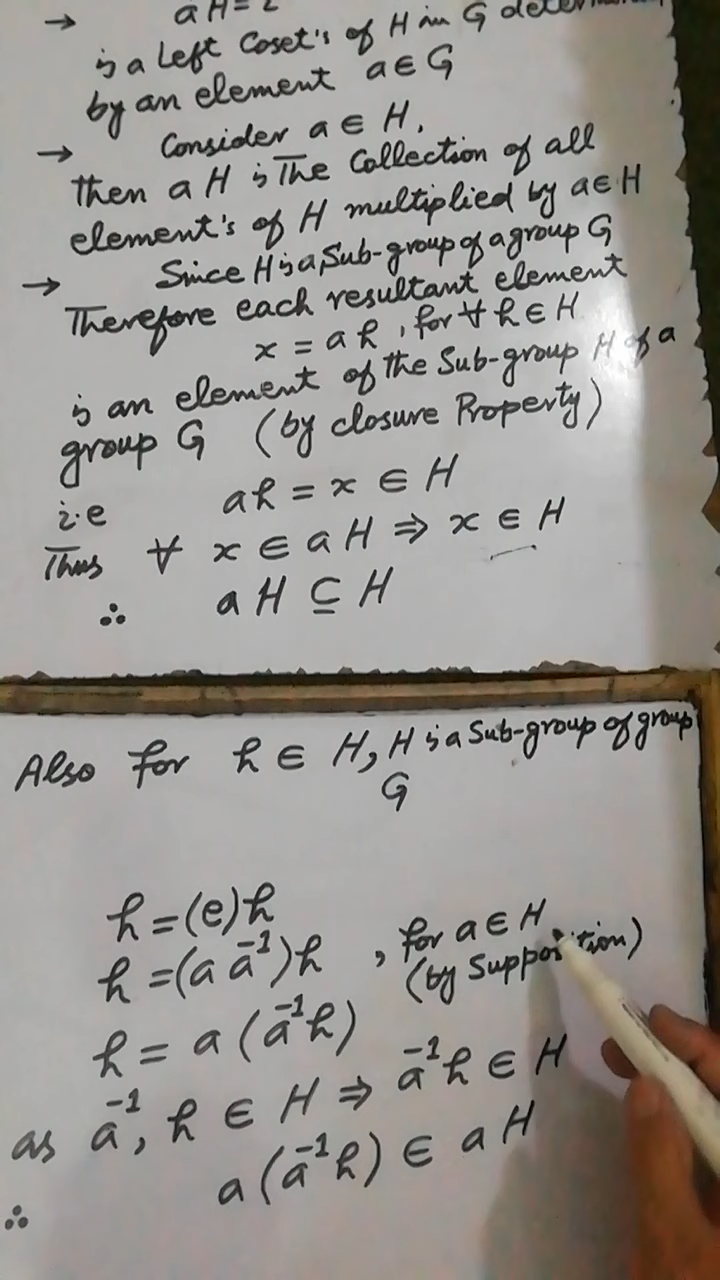 → aH =
is a Left Coset's of H in G
by an element a ∈ G
→ Consider a ∈ H,
then aH is The Collection of all
element's of H multiplied by a ∈ H
→ Since H is a Sub-group of a group G
Therefore each resultant element
x = ah , for ∀ h ∈ H
is an element of the Sub-group H of a
group G (by closure Property)
i.e ah = x ∈ H
Thus ∀ x ∈ aH ⇒ x ∈ H
∴ aH ⊆ H
Also for h ∈ H, H is a Sub-group of group
G
h = (e)h
h = (a a⁻¹)h , for a ∈ H
(by Supposition)
h = a(a⁻¹h)
as a⁻¹, h ∈ H ⇒ a⁻¹h ∈ H
∴ a(a⁻¹h) ∈ aH